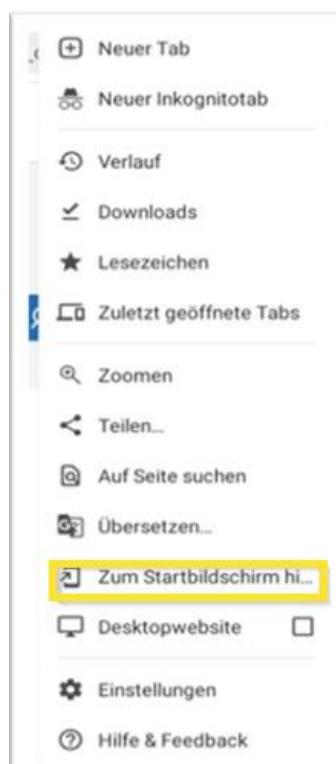 Neuer Tab
Neuer Inkognitotab
Verlauf
Downloads
Lesezeichen
Zuletzt geöffnete Tabs
Zoomen
Teilen...
Auf Seite suchen
Übersetzen...
Zum Startbildschirm hi...
Desktopwebsite
Einstellungen
Hilfe & Feedback